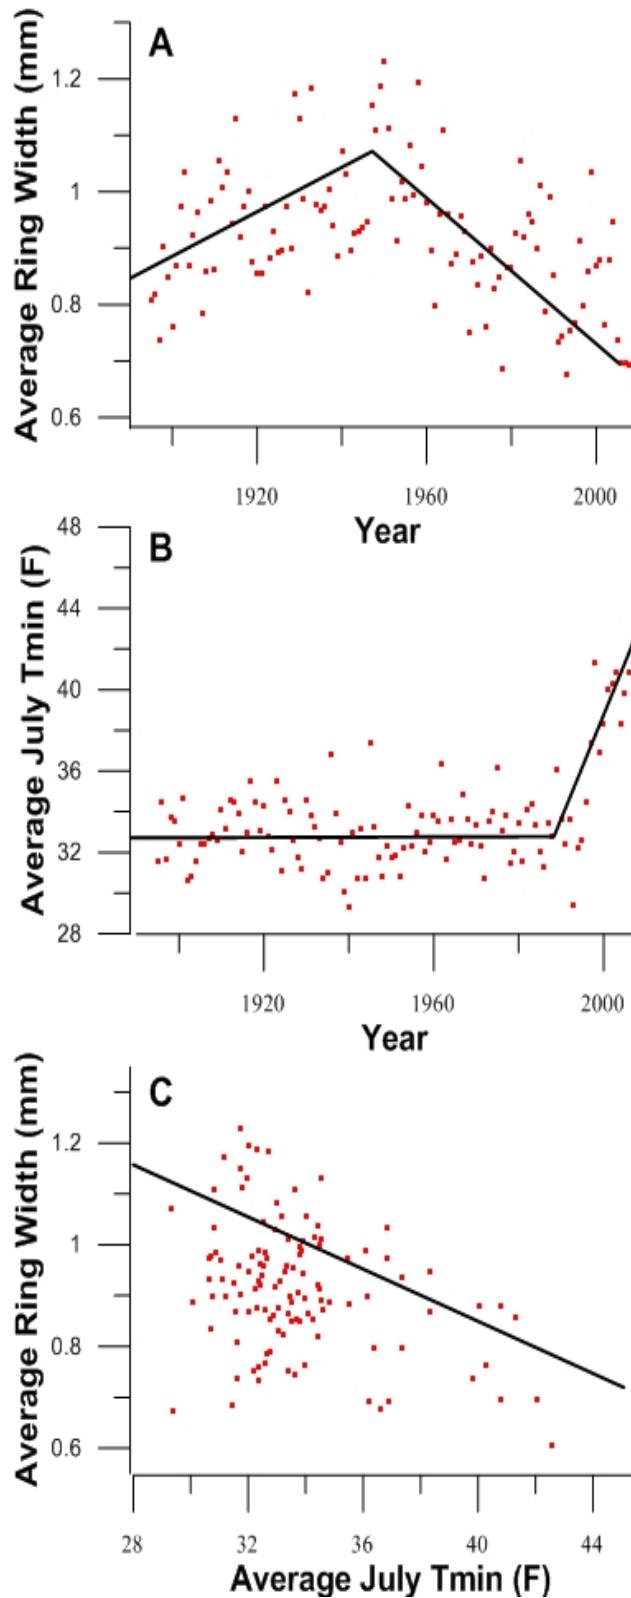 A
Average Ring Width (mm)
1.2
1
0.8
0.6
1920
1960
2000
Year
B
Average July Tmin (F)
48
44
40
36
32
28
1920
1960
2000
Year
C
Average Ring Width (mm)
1.2
1
0.8
0.6
28
32
36
40
44
Average July Tmin (F)